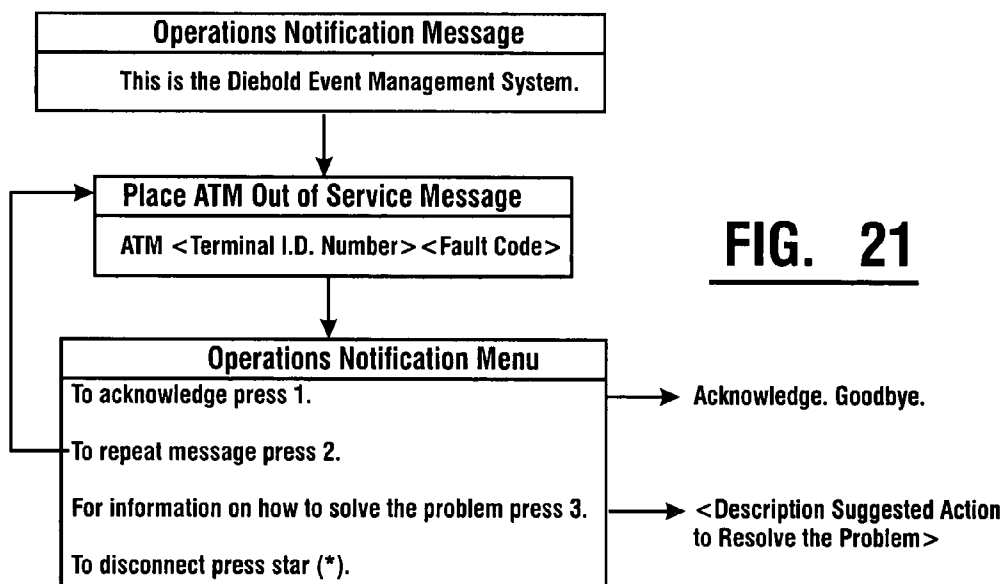 Operations Notification Message
This is the Diebold Event Management System.
Place ATM Out of Service Message
ATM <Terminal I.D. Number><Fault Code>
FIG. 21
Operations Notification Menu
To acknowledge press 1.
Acknowledge. Goodbye.
To repeat message press 2.
For information on how to solve the problem press 3.
<Description Suggested Action
to Resolve the Problem>
To disconnect press star (*).